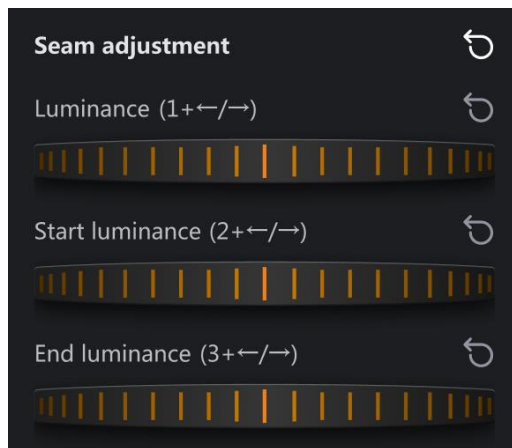 Seam adjustment
Luminance (1+←/→)
Start luminance (2+←/→)
End luminance (3+←/→)